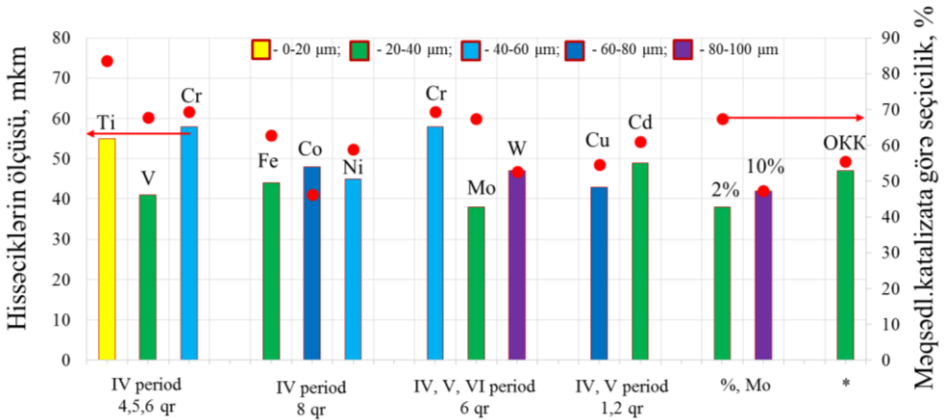 Hissəciklərin ölçüsü, mkm
80
70
60
50
40
30
20
10
0
- 0-20 μm; - 20-40 μm; - 40-60 μm; - 60-80 μm; - 80-100 μm
Ti
V
Cr
Fe
Co
Ni
Cr
Mo
W
Cu
Cd
2%
10%
OKK
IV period
4,5,6 qr
IV period
8 qr
IV, V, VI period
6 qr
IV, V period
1,2 qr
%, Mo
*
90
80
70
60
50
40
30
20
10
0
Məqsədl.katalizata görə seçicilik, %